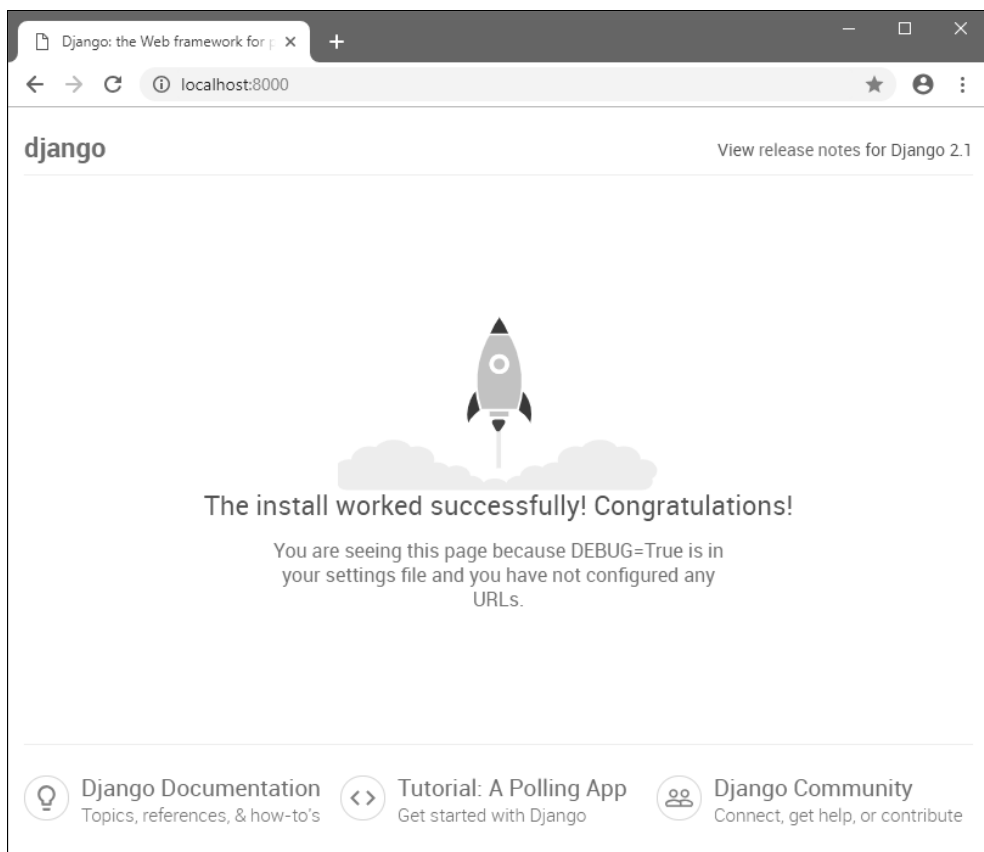 Django: the Web framework for p
localhost:8000
django
View release notes for Django 2.1
The install worked successfully! Congratulations!
You are seeing this page because DEBUG=True is in
your settings file and you have not configured any
URLs.
Django Documentation
Topics, references, & how-to's
Tutorial: A Polling App
Get started with Django
Django Community
Connect, get help, or contribute